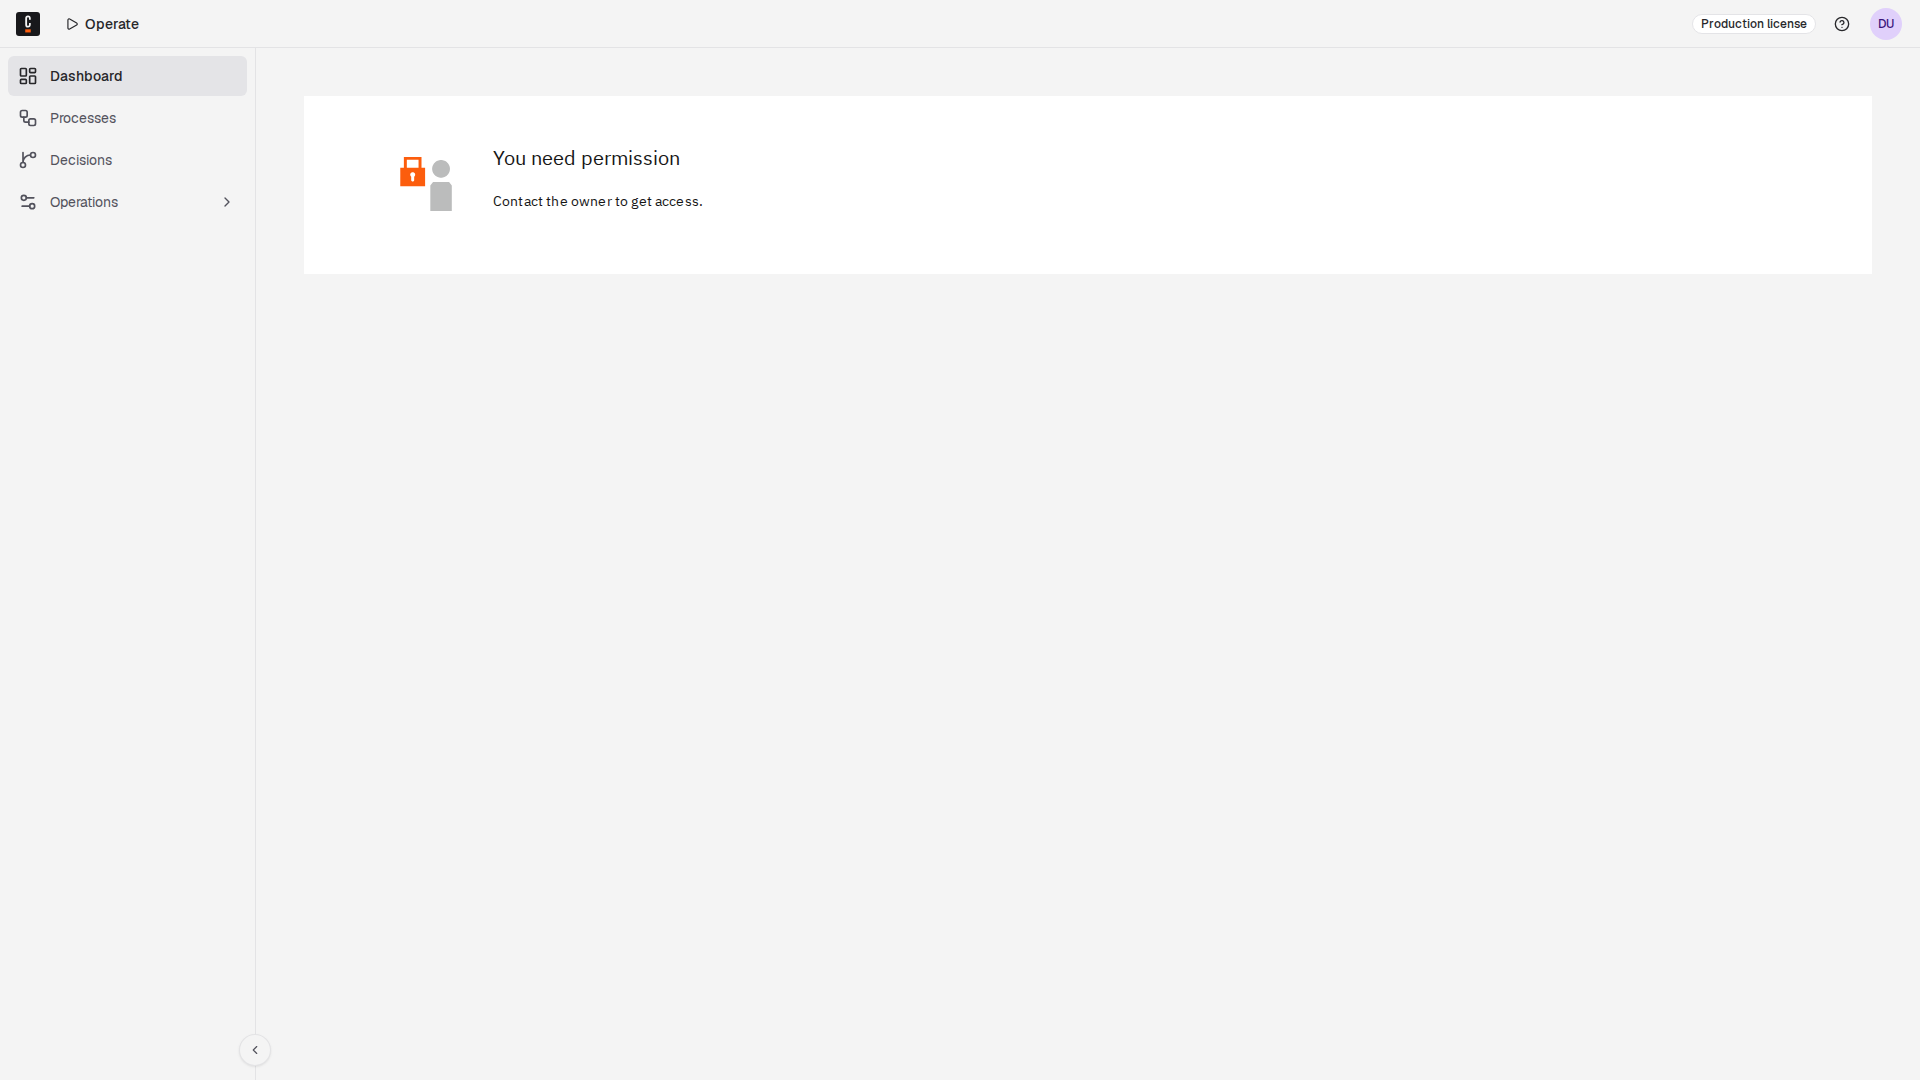 Operate
Production license
DU
Dashboard
Processes
Decisions
Operations
You need permission
Contact the owner to get access.